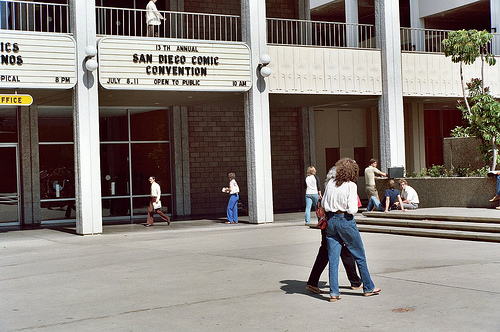 ICS
NOS
PICAL 8 PM
FFICE
13 TH ANNUAL
SAN DIEGO COMIC
CONVENTION
JULY 8.11 OPEN TO PUBLIC 10 AM